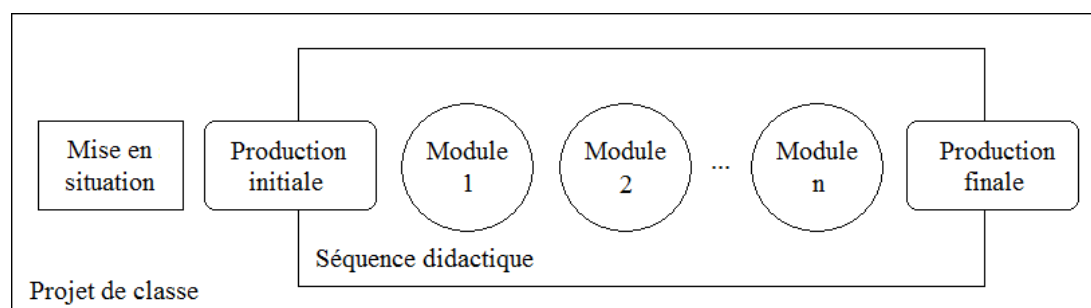 Mise en
situation
Production
initiale
Module
1
Module
2
...
Module
n
Production
finale
Séquence didactique
Projet de classe